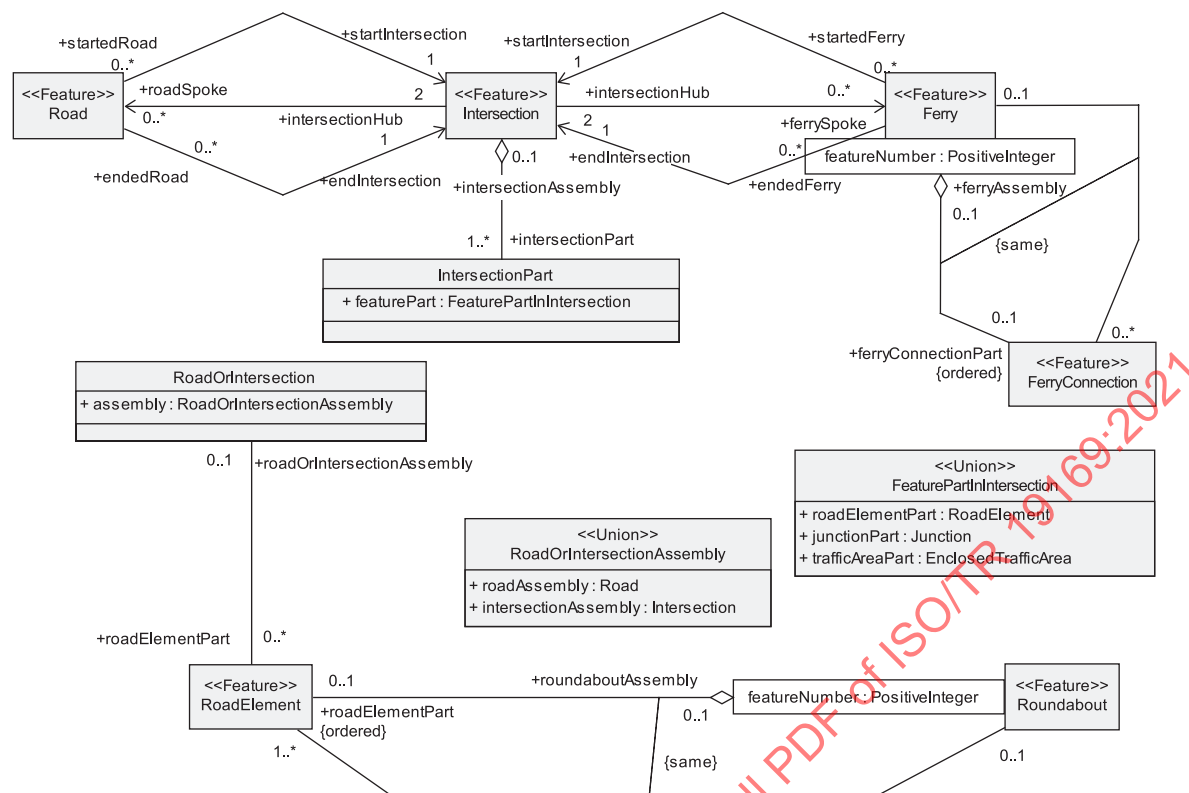 +startedRoad
0..*
+startIntersection
1
+startIntersection
1
+startedFerry
0..*
<<Feature>>
Road
+roadSpoke
0..*
2
+intersectionHub
<<Feature>>
Intersection
+intersectionHub
2
0..*
+ferrySpoke
<<Feature>>
Ferry
0..1
0..*
+endedRoad
1
+endIntersection
1
+endIntersection
0..*
+endedFerry
featureNumber : PositiveInteger
0..1
+intersectionAssembly
+ferryAssembly
0..1
{same}
1..*
+intersectionPart
IntersectionPart
+ featurePart : FeaturePartInIntersection
0..1
0..*
+ferryConnectionPart
{ordered}
<<Feature>>
FerryConnection
RoadOrIntersection
+ assembly : RoadOrIntersectionAssembly
0..1
+roadOrIntersectionAssembly
<<Union>>
FeaturePartInIntersection
+ roadElementPart : RoadElement
+ junctionPart : Junction
+ trafficAreaPart : EnclosedTrafficArea
<<Union>>
RoadOrIntersectionAssembly
+ roadAssembly : Road
+ intersectionAssembly : Intersection
+roadElementPart
0..*
<<Feature>>
RoadElement
0..1
+roadElementPart
{ordered}
1..*
+roundaboutAssembly
0..1
featureNumber : PositiveInteger
<<Feature>>
Roundabout
{same}
0..1
PDF of ISO/TR 19169:2021